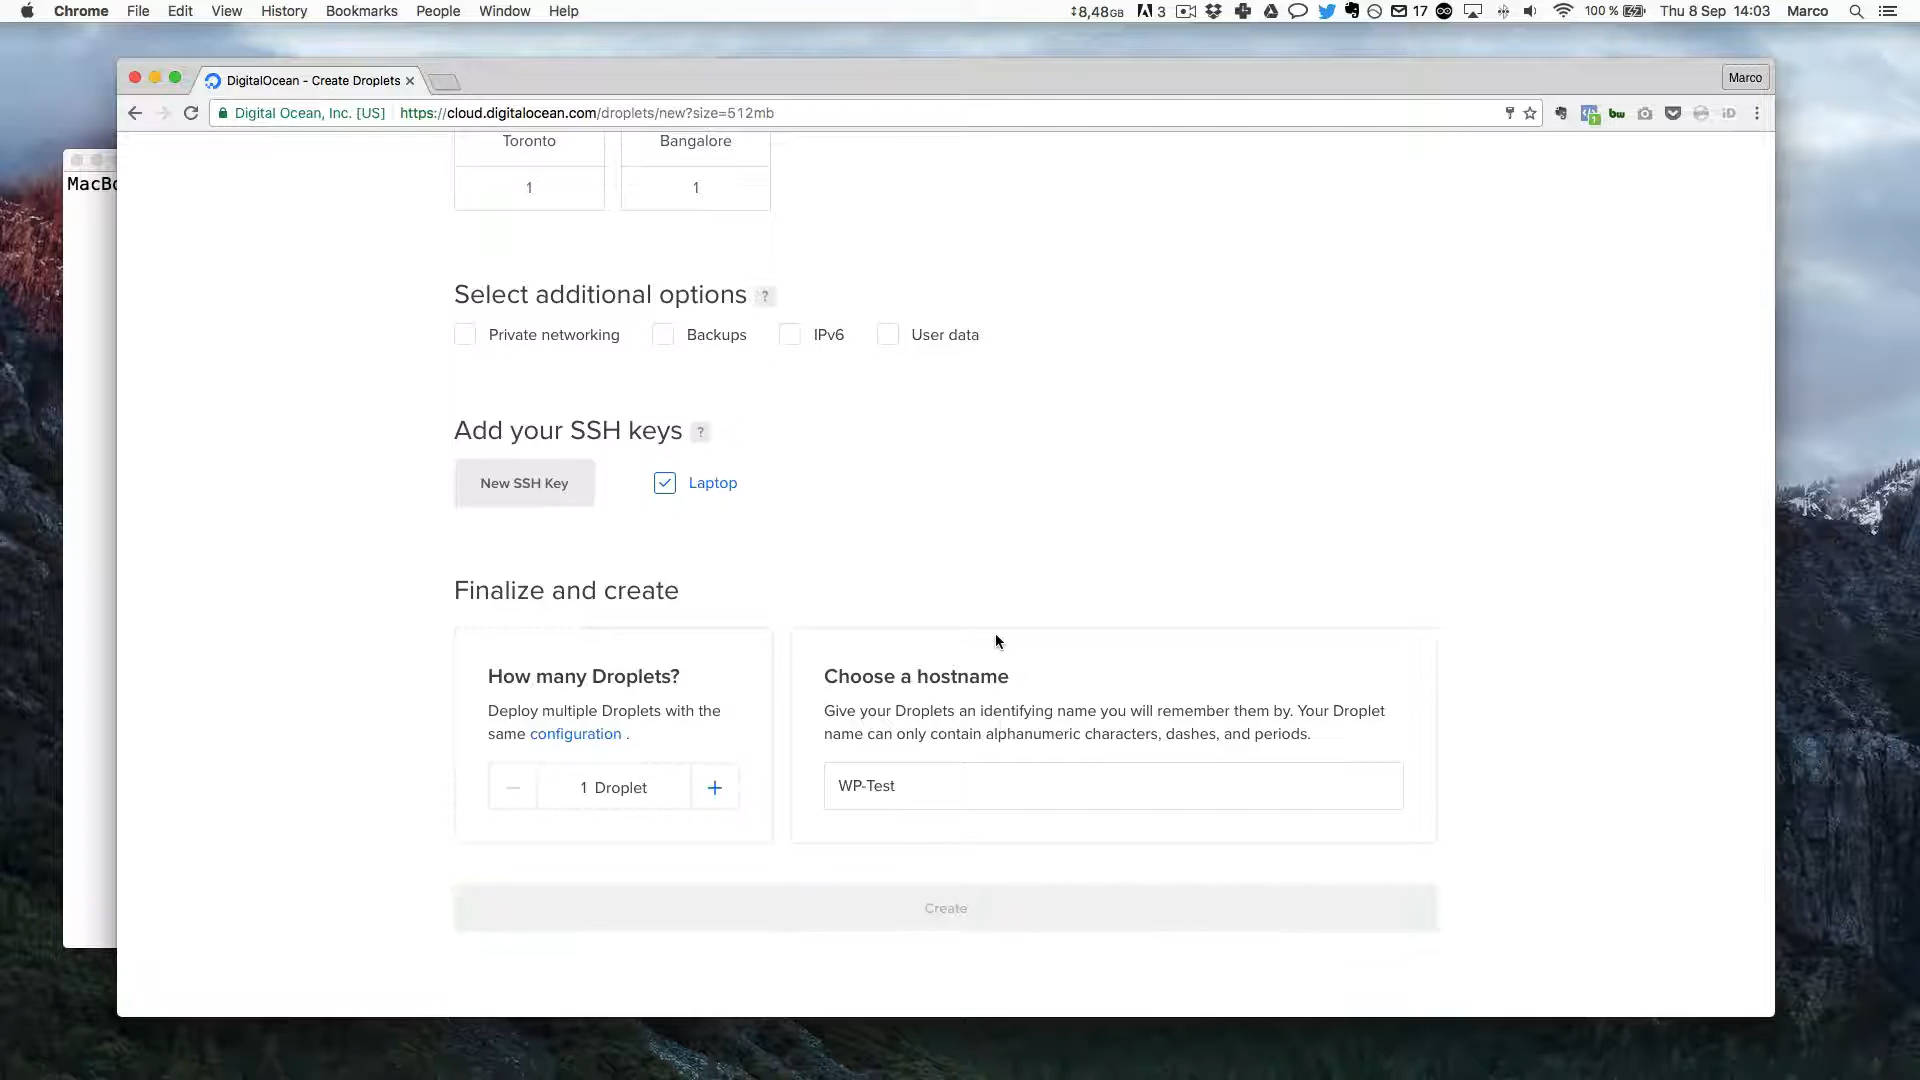 Chrome File Edit View History Bookmarks People Window Help 8,48GB 3 17 100 % Thu 8 Sep 14:03 Marco
DigitalOcean - Create Droplets Marco
Digital Ocean, Inc. [US] https://cloud.digitalocean.com/droplets/new?size=512mb
Toronto Bangalore
MacBo
1 1
Select additional options ?
Private networking Backups IPv6 User data
Add your SSH keys ?
New SSH Key Laptop
Finalize and create
How many Droplets? Choose a hostname
Deploy multiple Droplets with the Give your Droplets an identifying name you will remember them by. Your Droplet
same configuration . name can only contain alphanumeric characters, dashes, and periods.
1 Droplet WP-Test
Create